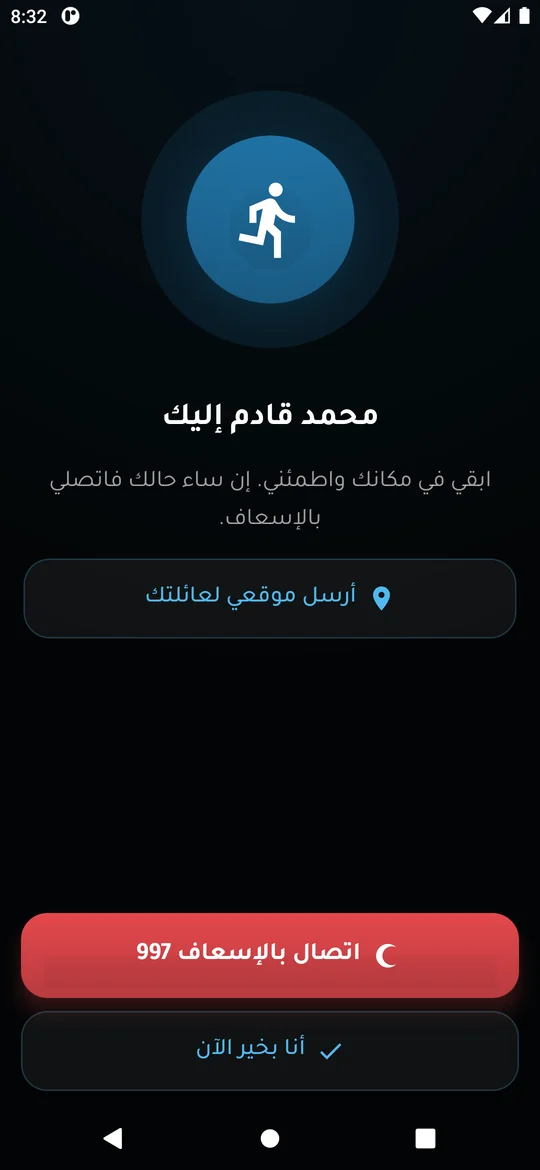 8:32
محمد قادم إليك
ابقي في مكانك واطمئني. إن ساء حالك فاتصلي
بالإسعاف.
أرسل موقعي لعائلتك
اتصال بالإسعاف 997
أنا بخير الآن